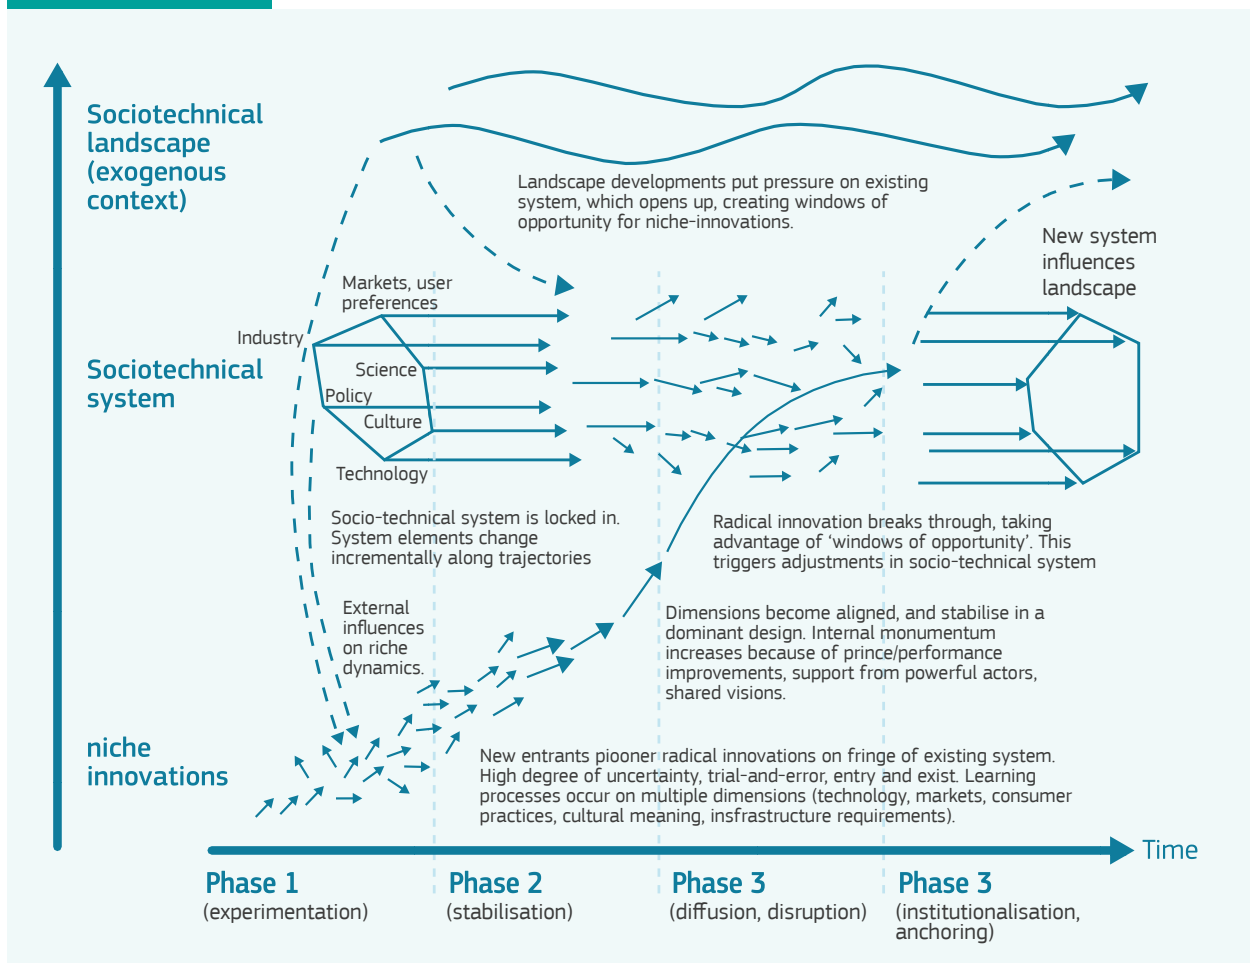 Sociotechnical
landscape
(exogenous
context)
Landscape developments put pressure on existing
system, which opens up, creating windows of
opportunity for niche-innovations.
New system
influences
landscape
Markets, user
preferences
Industry
Sociotechnical
system
Science
Policy
Culture
Technology
Socio-technical system is locked in.
System elements change
incrementally along trajectories
Radical innovation breaks through, taking
advantage of ‘windows of opportunity’. This
triggers adjustments in socio-technical system
External
influences
on riche
dynamics.
Dimensions become aligned, and stabilise in a
dominant design. Internal monumentum
increases because of prince/performance
improvements, support from powerful actors,
shared visions.
niche
innovations
New entrants piooner radical innovations on fringe of existing system.
High degree of uncertainty, trial-and-error, entry and exist. Learning
processes occur on multiple dimensions (technology, markets, consumer
practices, cultural meaning, insfrastructure requirements).
Time
Phase 1
(experimentation)
Phase 2
(stabilisation)
Phase 3
(diffusion, disruption)
Phase 3
(institutionalisation,
anchoring)